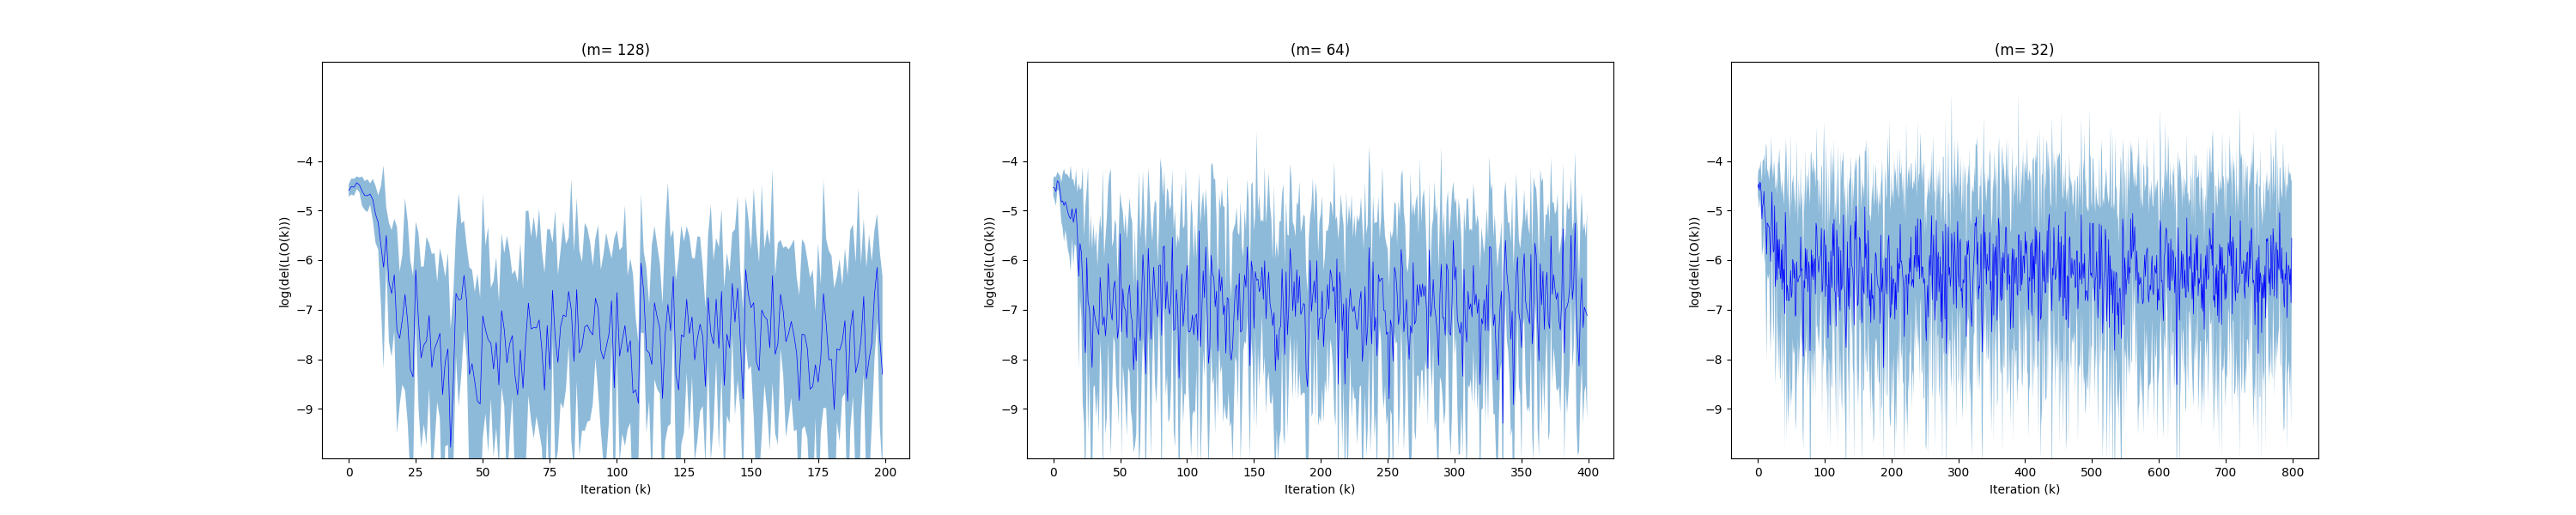 (m= 128)
log(del(L(O(k)))
−4
−5
−6
−7
−8
−9
0 25 50 75 100 125 150 175 200
Iteration (k)
(m= 64)
log(del(L(O(k)))
−4
−5
−6
−7
−8
−9
0 50 100 150 200 250 300 350 400
Iteration (k)
(m= 32)
log(del(L(O(k)))
−4
−5
−6
−7
−8
−9
0 100 200 300 400 500 600 700 800
Iteration (k)